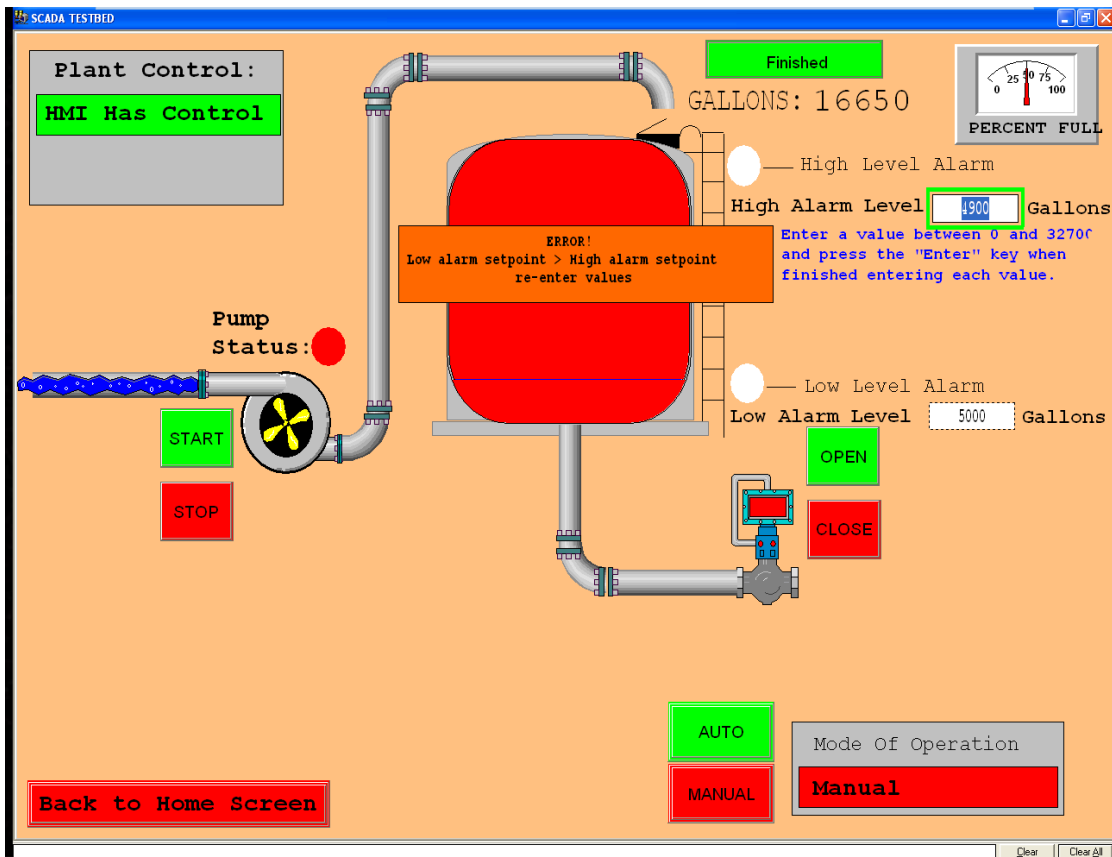 SCADA TESTBED
Plant Control:
HMI Has Control
Finished
GALLONS: 16650
0 25 50 75 100
PERCENT FULL
High Level Alarm
High Alarm Level 4900 Gallons
Enter a value between 0 and 32700
and press the "Enter" key when
finished entering each value.
ERROR!
Low alarm setpoint > High alarm setpoint
re-enter values
Pump
Status:
START
STOP
Low Level Alarm
Low Alarm Level 5000 Gallons
OPEN
CLOSE
AUTO
MANUAL
Mode Of Operation
Manual
Back to Home Screen
Clear
Clear All